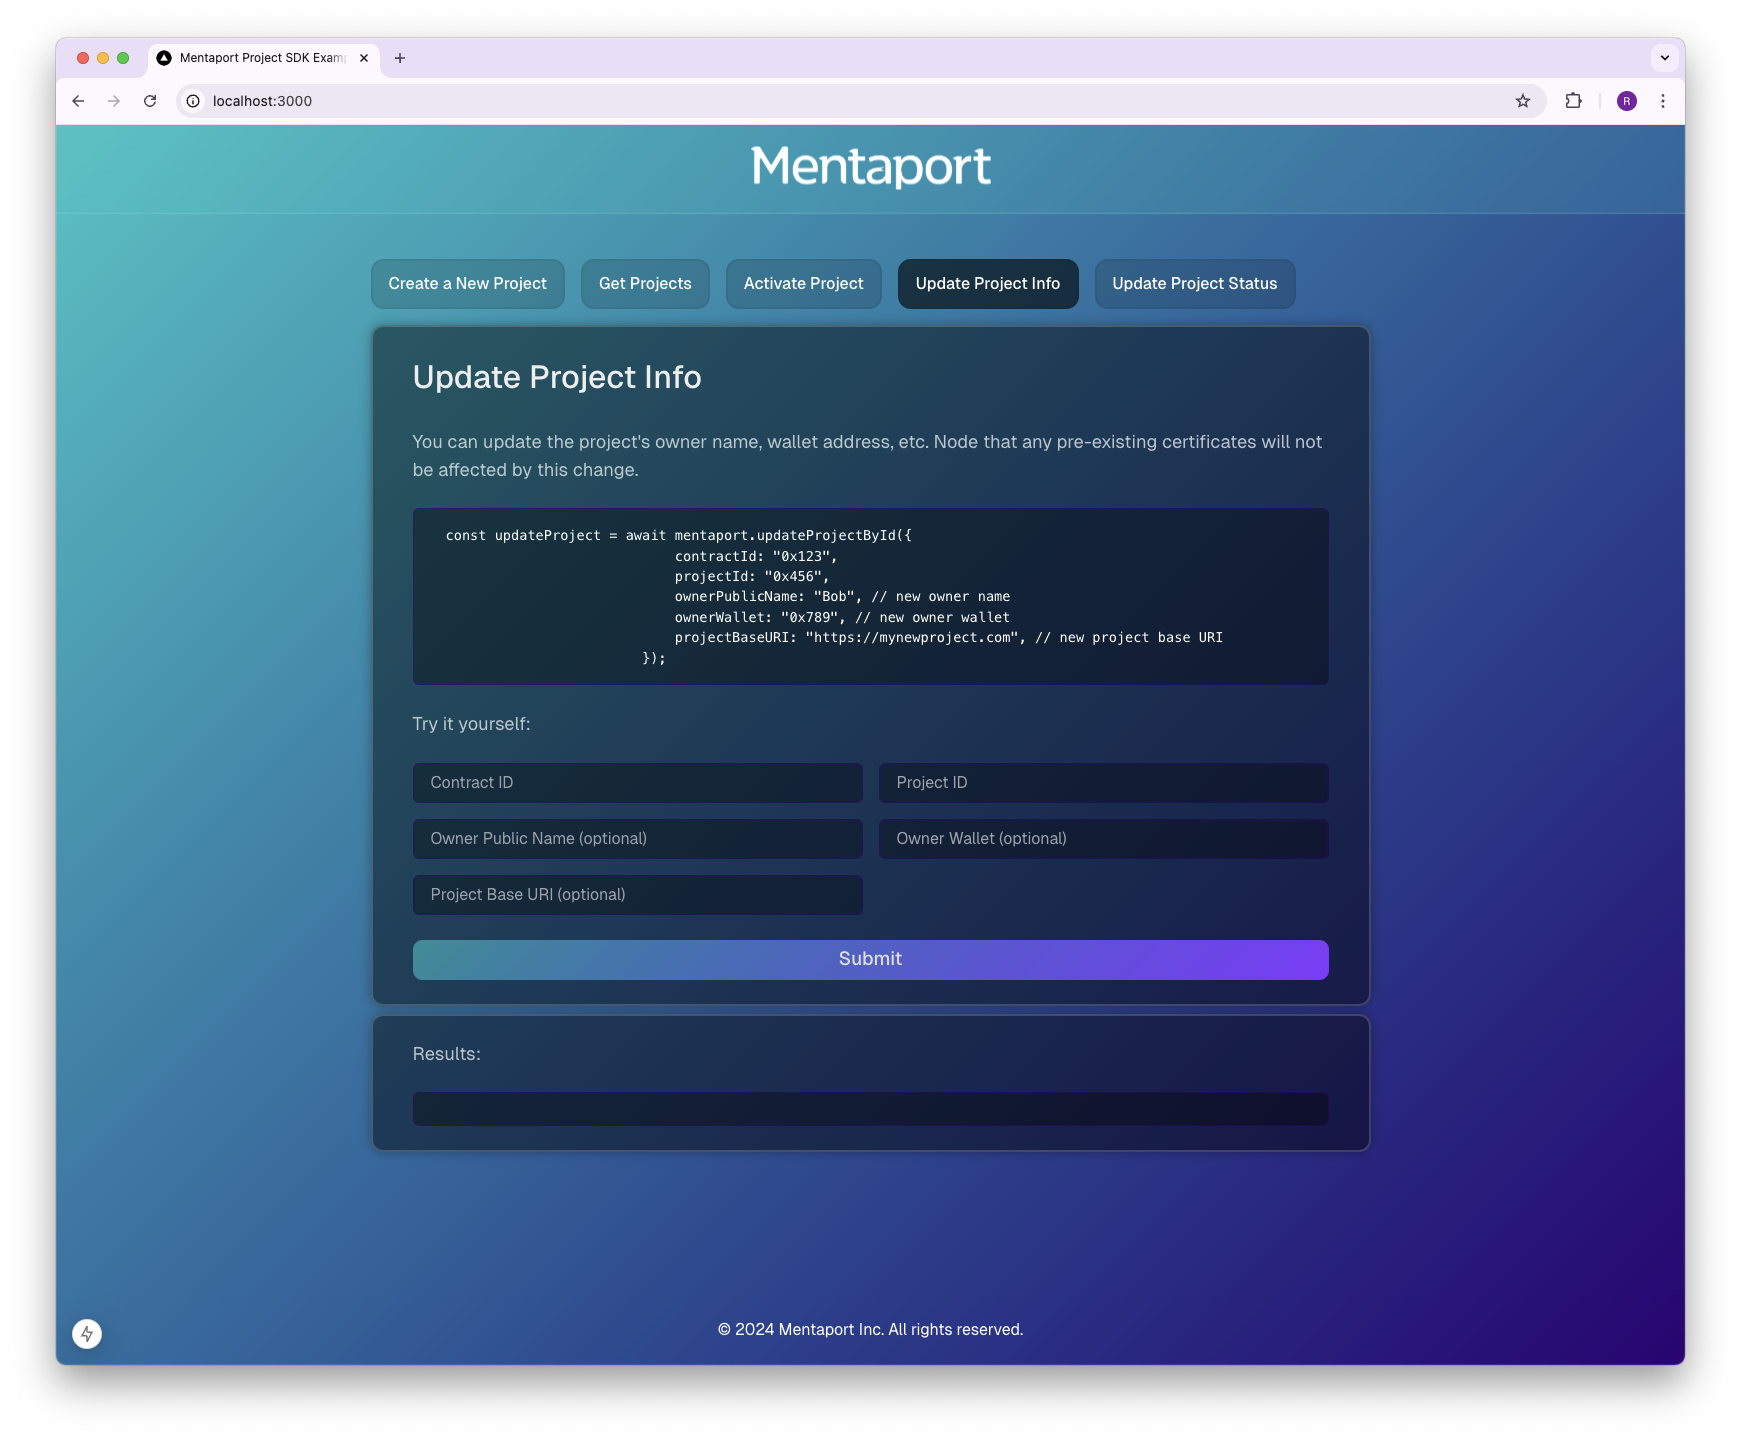 Mentaport Project SDK Exam
localhost:3000
R
Mentaport
Create a New Project
Get Projects
Activate Project
Update Project Info
Update Project Status
Update Project Info
You can update the project's owner name, wallet address, etc. Node that any pre-existing certificates will not
be affected by this change.
const updateProject = await mentaport.updateProjectById({
contractId: "0x123",
projectId: "0x456",
ownerPublicName: "Bob", // new owner name
ownerWallet: "0x789", // new owner wallet
projectBaseURI: "https://mynewproject.com", // new project base URI
});
Try it yourself:
Contract ID
Project ID
Owner Public Name (optional)
Owner Wallet (optional)
Project Base URI (optional)
Submit
Results:
© 2024 Mentaport Inc. All rights reserved.